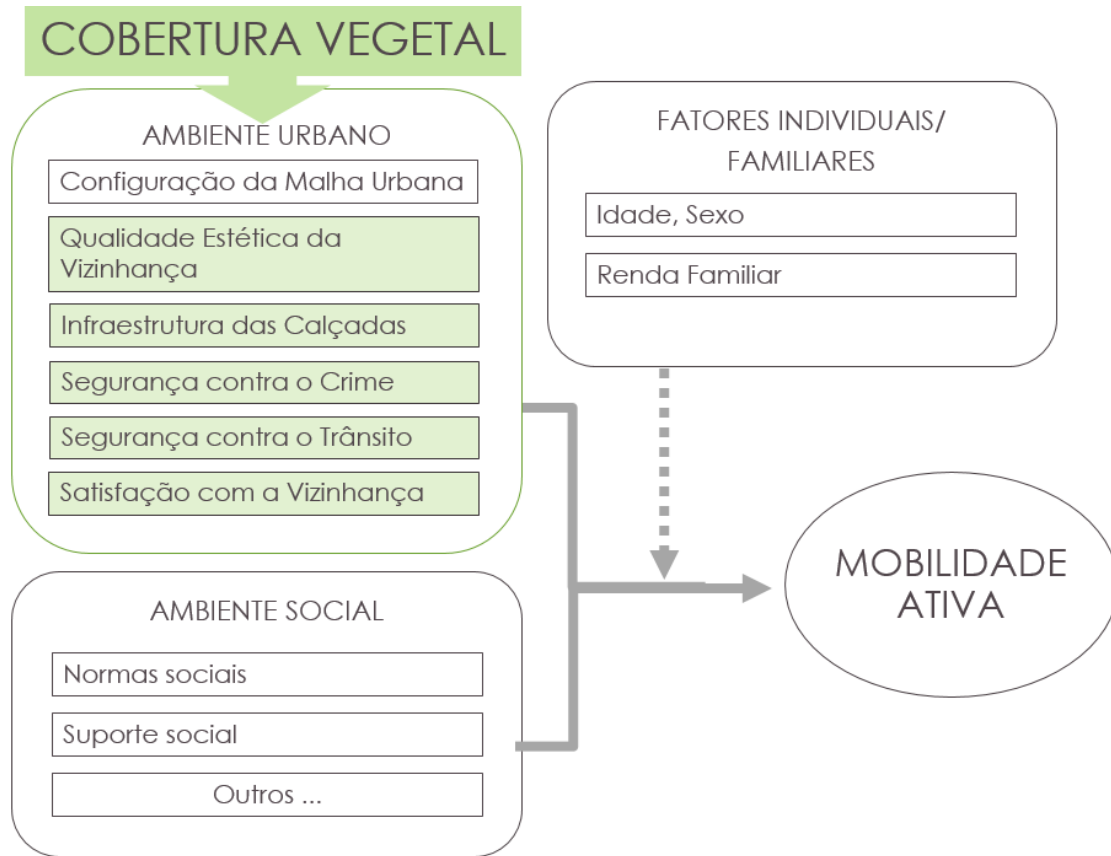 COBERTURA VEGETAL
AMBIENTE URBANO
Configuração da Malha Urbana
Qualidade Estética da
Vizinhança
Infraestrutura das Calçadas
Segurança contra o Crime
Segurança contra o Trânsito
Satisfação com a Vizinhança
AMBIENTE SOCIAL
Normas sociais
Suporte social
Outros ...
FATORES INDIVIDUAIS/
FAMILIARES
Idade, Sexo
Renda Familiar
MOBILIDADE
ATIVA